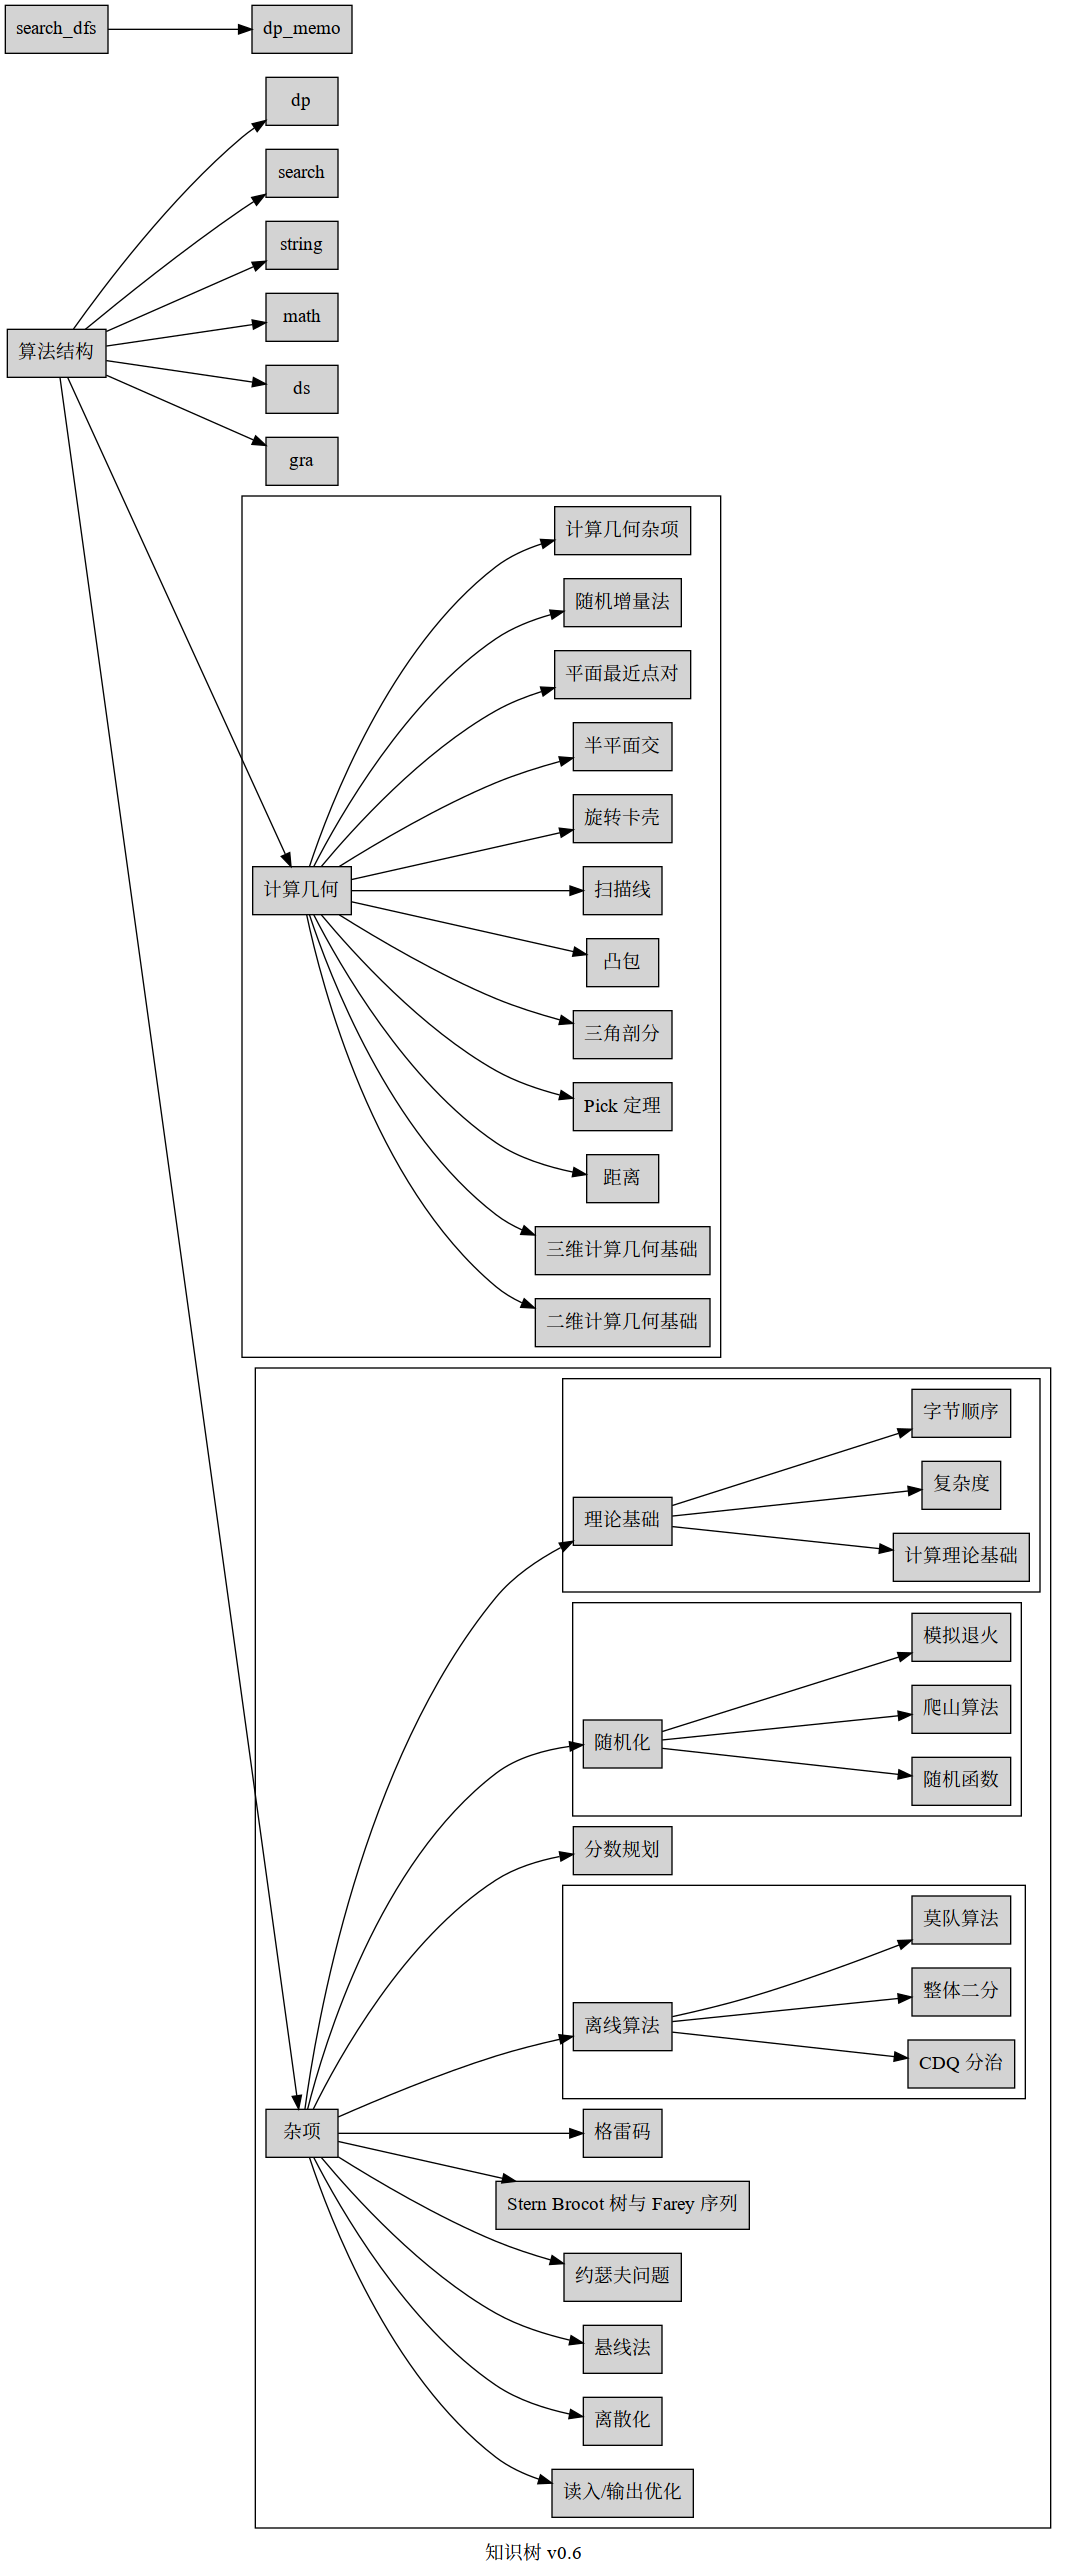 search_dfs
dp_memo
dp
search
string
math
算法结构
ds
gra
计算几何杂项
随机增量法
平面最近点对
半平面交
旋转卡壳
计算几何
扫描线
凸包
三角剖分
Pick 定理
距离
三维计算几何基础
二维计算几何基础
字节顺序
复杂度
理论基础
计算理论基础
模拟退火
爬山算法
随机化
随机函数
分数规划
莫队算法
整体二分
离线算法
CDQ 分治
杂项
格雷码
Stern Brocot 树与 Farey 序列
约瑟夫问题
悬线法
离散化
读入/输出优化
知识树 v0.6